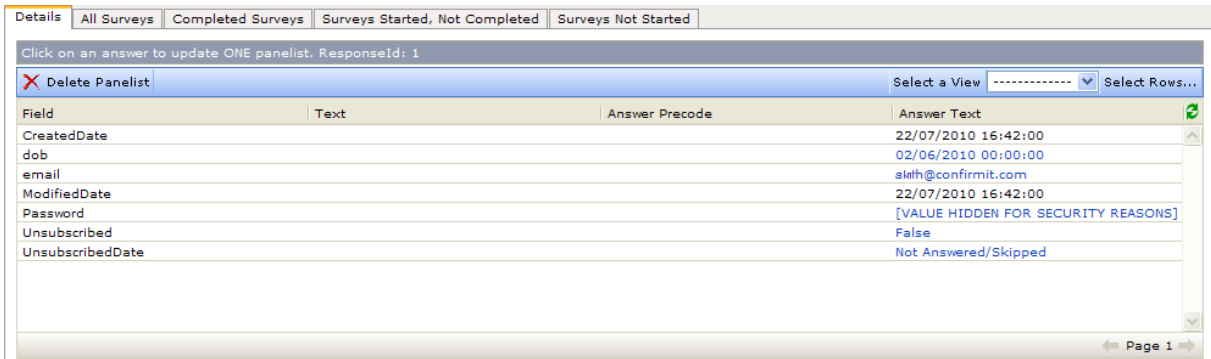 Details All Surveys Completed Surveys Surveys Started, Not Completed Surveys Not Started
Click on an answer to update ONE panelist. ResponseId: 1
Delete Panelist Select a View ------------- Select Rows...
Field Text Answer Precode Answer Text
CreatedDate 22/07/2010 16:42:00
dob 02/06/2010 00:00:00
email
ModifiedDate 22/07/2010 16:42:00
Password [VALUE HIDDEN FOR SECURITY REASONS]
Unsubscribed False
UnsubscribedDate Not Answered/Skipped
Page 1